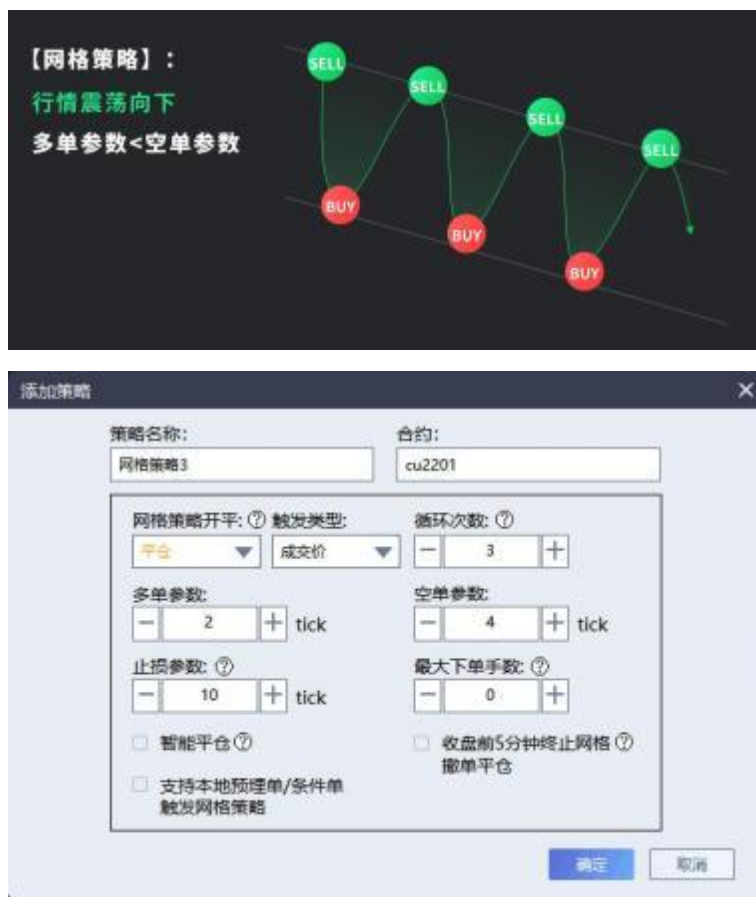 【网格策略】：
行情震荡向下
多单参数<空单参数
SELL
SELL
SELL
SELL
BUY
BUY
BUY
添加策略
策略名称:
合约:
网格策略3
cu2201
网格策略开平: ? 触发类型:
循环次数: ?
平仓
成交价
3
多单参数:
空单参数:
2 tick
4 tick
止损参数: ?
最大下单手数: ?
10 tick
0
智能平仓 ?
收盘前5分钟终止网格 ?
撤单平仓
支持本地预埋单/条件单
触发网格策略
确定
取消